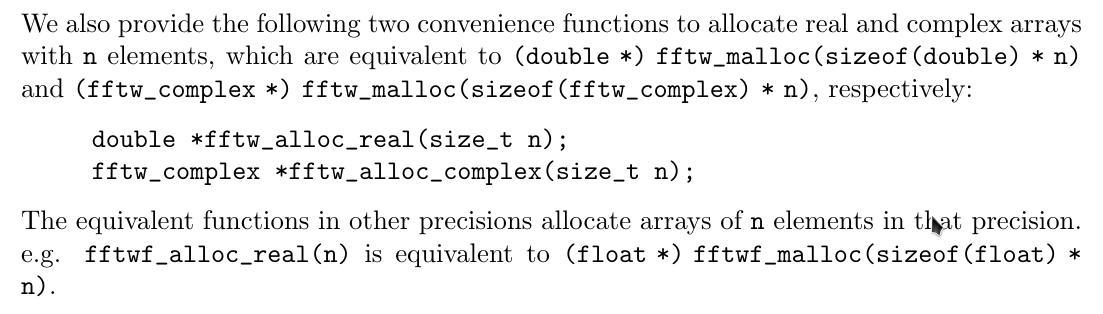 We also provide the following two convenience functions to allocate real and complex arrays
with n elements, which are equivalent to (double *) fftw_malloc(sizeof(double) * n)
and (fftw_complex *) fftw_malloc(sizeof(fftw_complex) * n), respectively:
double *fftw_alloc_real(size_t n);
fftw_complex *fftw_alloc_complex(size_t n);
The equivalent functions in other precisions allocate arrays of n elements in that precision.
e.g. fftwf_alloc_real(n) is equivalent to (float *) fftwf_malloc(sizeof(float) *
n).